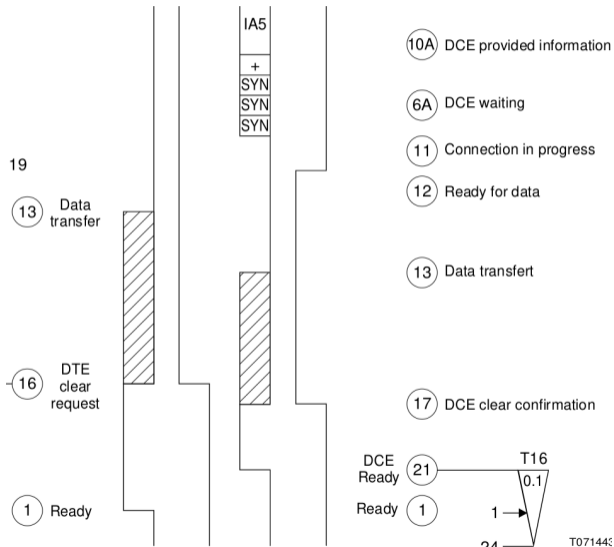 IA5
+
SYN
SYN
SYN
10A DCE provided information
6A DCE waiting
11 Connection in progress
19
12 Ready for data
13 Data
transfer
13 Data transfert
16 DTE
clear
request
17 DCE clear confirmation
DCE
Ready 21
T16
0.1
1 Ready
Ready 1
1
24
T071443